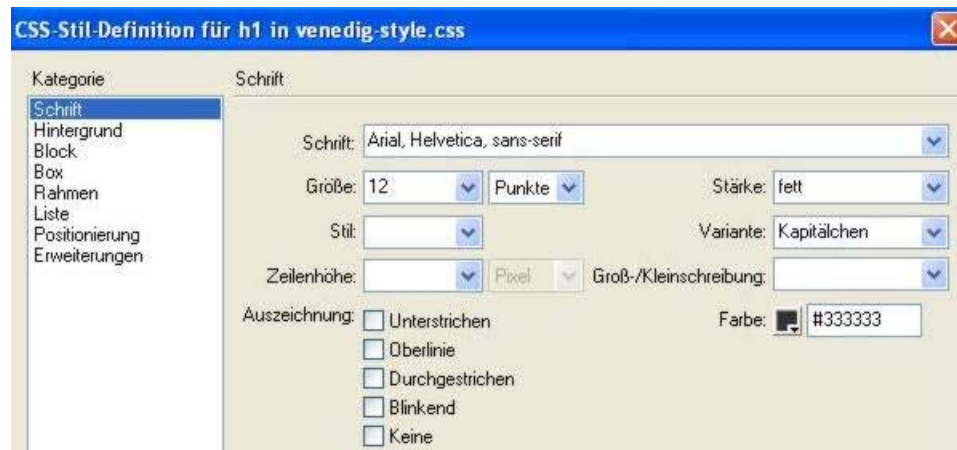 CSS-Stil-Definition für h1 in venedig-style.css
Kategorie
Schrift
Hintergrund
Block
Box
Rahmen
Liste
Positionierung
Erweiterungen
Schrift
Schrift: Arial, Helvetica, sans-serif
Größe: 12 Punkte Stärke: fett
Stil: Variante: Kapitälchen
Zeilenhöhe: Pixel Groß-/Kleinschreibung:
Auszeichnung: Unterstrichen Farbe: #333333
Oberlinie
Durchgestrichen
Blinkend
Keine